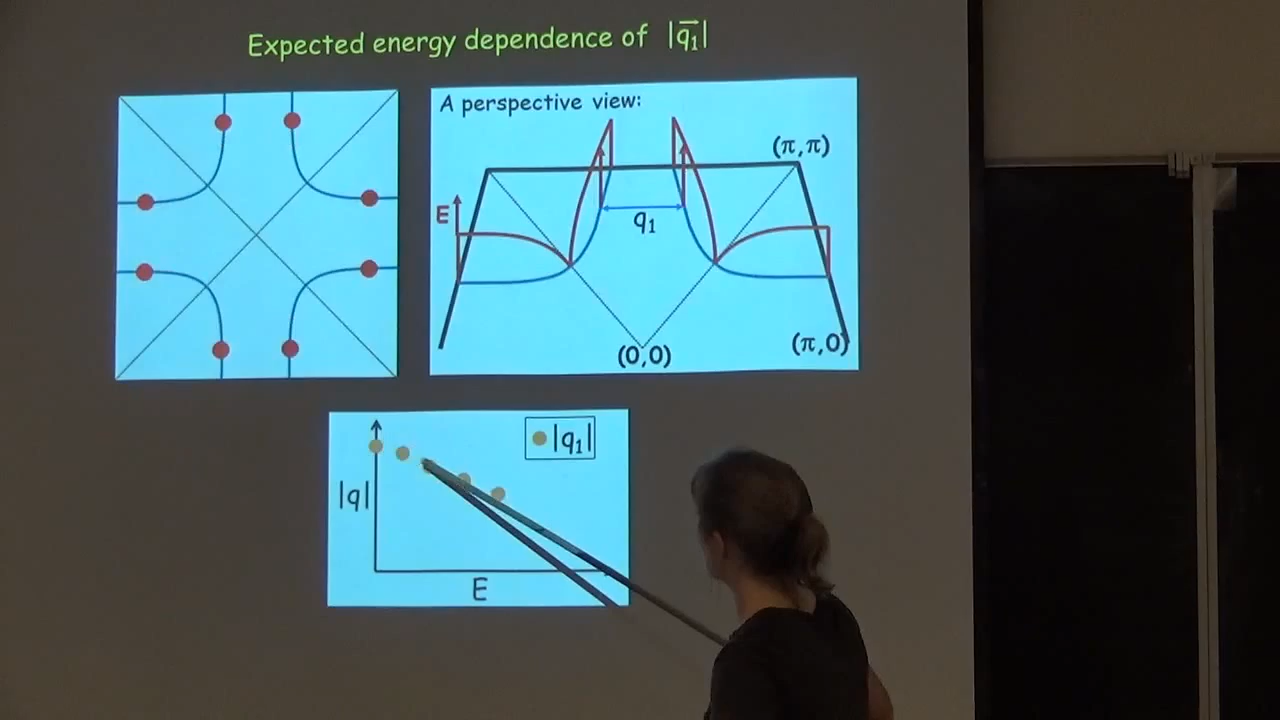 Expected energy dependence of |q⃗₁|
A perspective view:
(π,π)
E
q₁
(0,0)
(π,0)
|q₁|
|q|
E